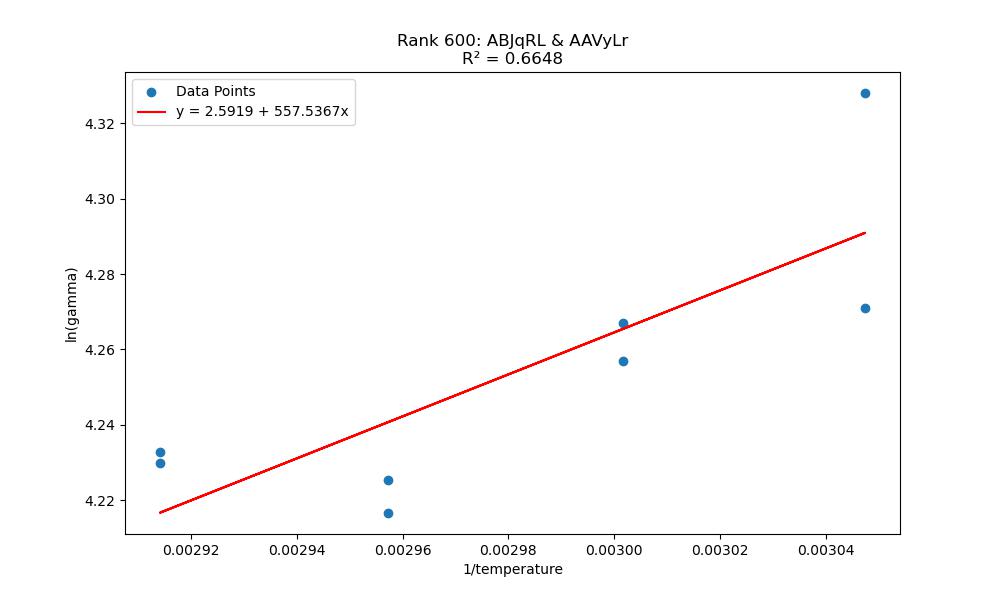 Rank 600: ABJqRL & AAVyLr
R² = 0.6648
Data Points
y = 2.5919 + 557.5367x
4.32
4.30
4.28
4.26
4.24
4.22
ln(gamma)
0.00292 0.00294 0.00296 0.00298 0.00300 0.00302 0.00304
1/temperature